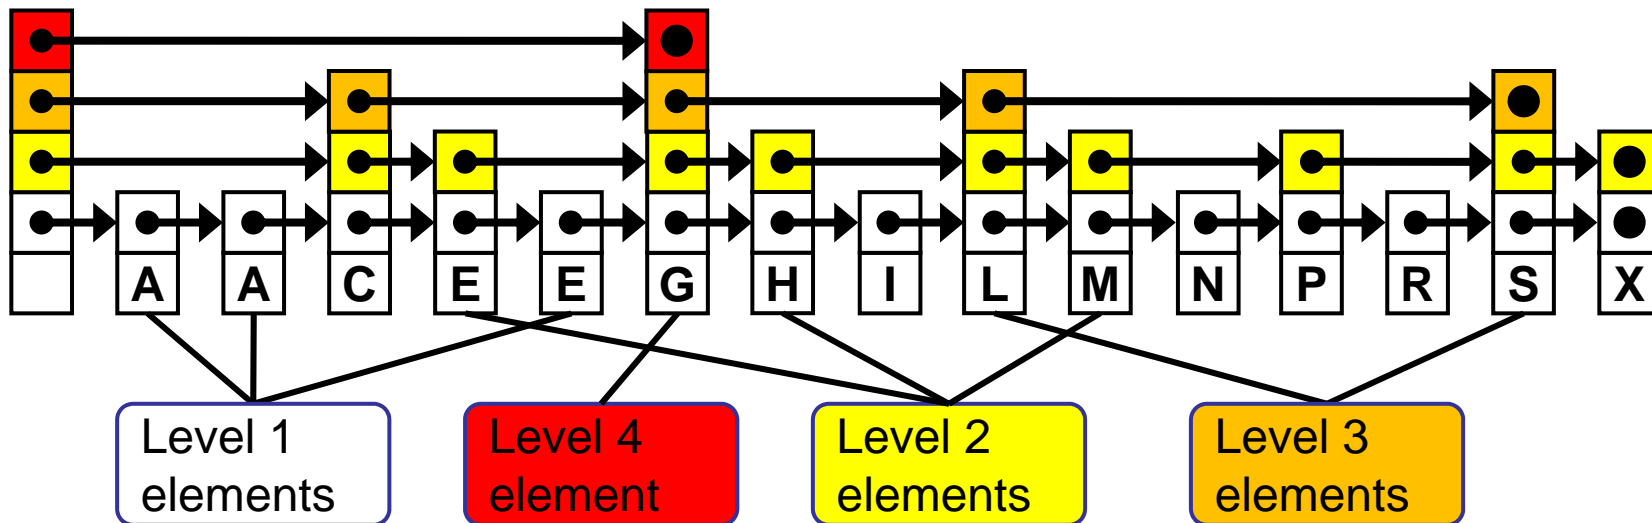 A A C E E G H I L M N P R S X
Level 1
elements
Level 4
element
Level 2
elements
Level 3
elements